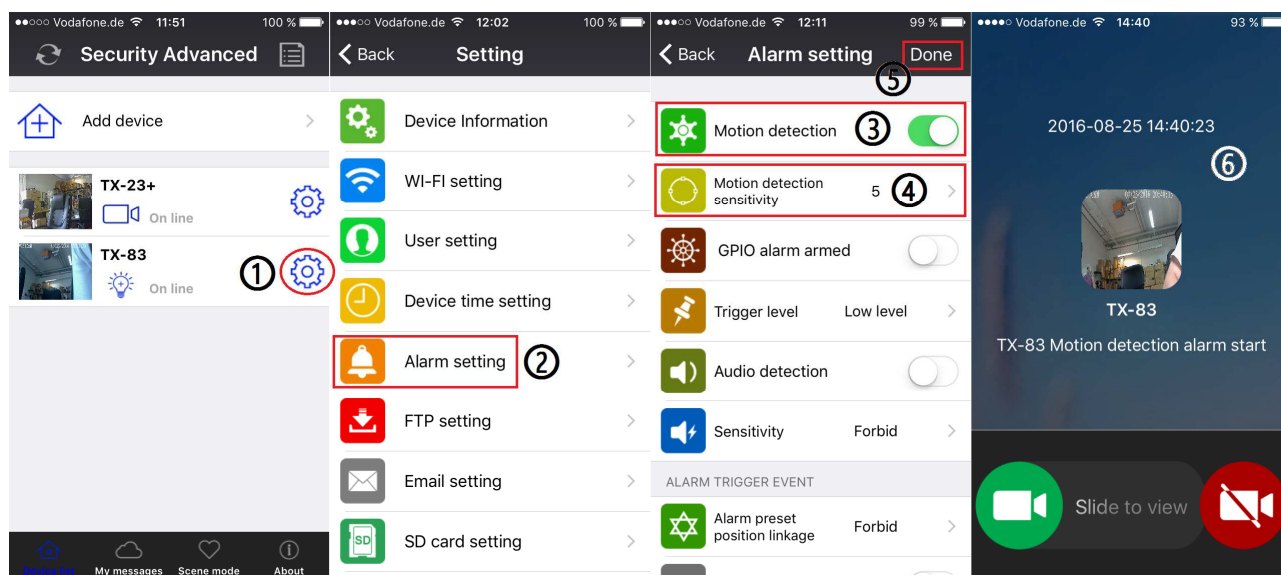 ●●○○○ Vodafone.de 11:51 100 %
Security Advanced
Add device
TX-23+
On line
TX-83
On line
①
My messages
Scene mode
About
●●●○○ Vodafone.de 12:02 100 %
Back Setting
Device Information
WI-FI setting
User setting
Device time setting
Alarm setting ②
FTP setting
Email setting
SD
SD card setting
●●●○○ Vodafone.de 12:11 99 %
Back Alarm setting Done
⑤
Motion detection ③
Motion detection
sensitivity 5 ④
GPIO alarm armed
Trigger level Low level
Audio detection
Sensitivity Forbid
ALARM TRIGGER EVENT
Alarm preset
position linkage Forbid
●●●●○ Vodafone.de 14:40 93 %
2016-08-25 14:40:23
⑥
TX-83
TX-83 Motion detection alarm start
Slide to view